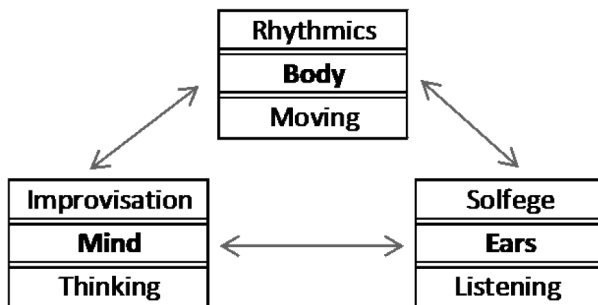 Rhythmics
Body
Moving
Improvisation
Mind
Thinking
Solfege
Ears
Listening